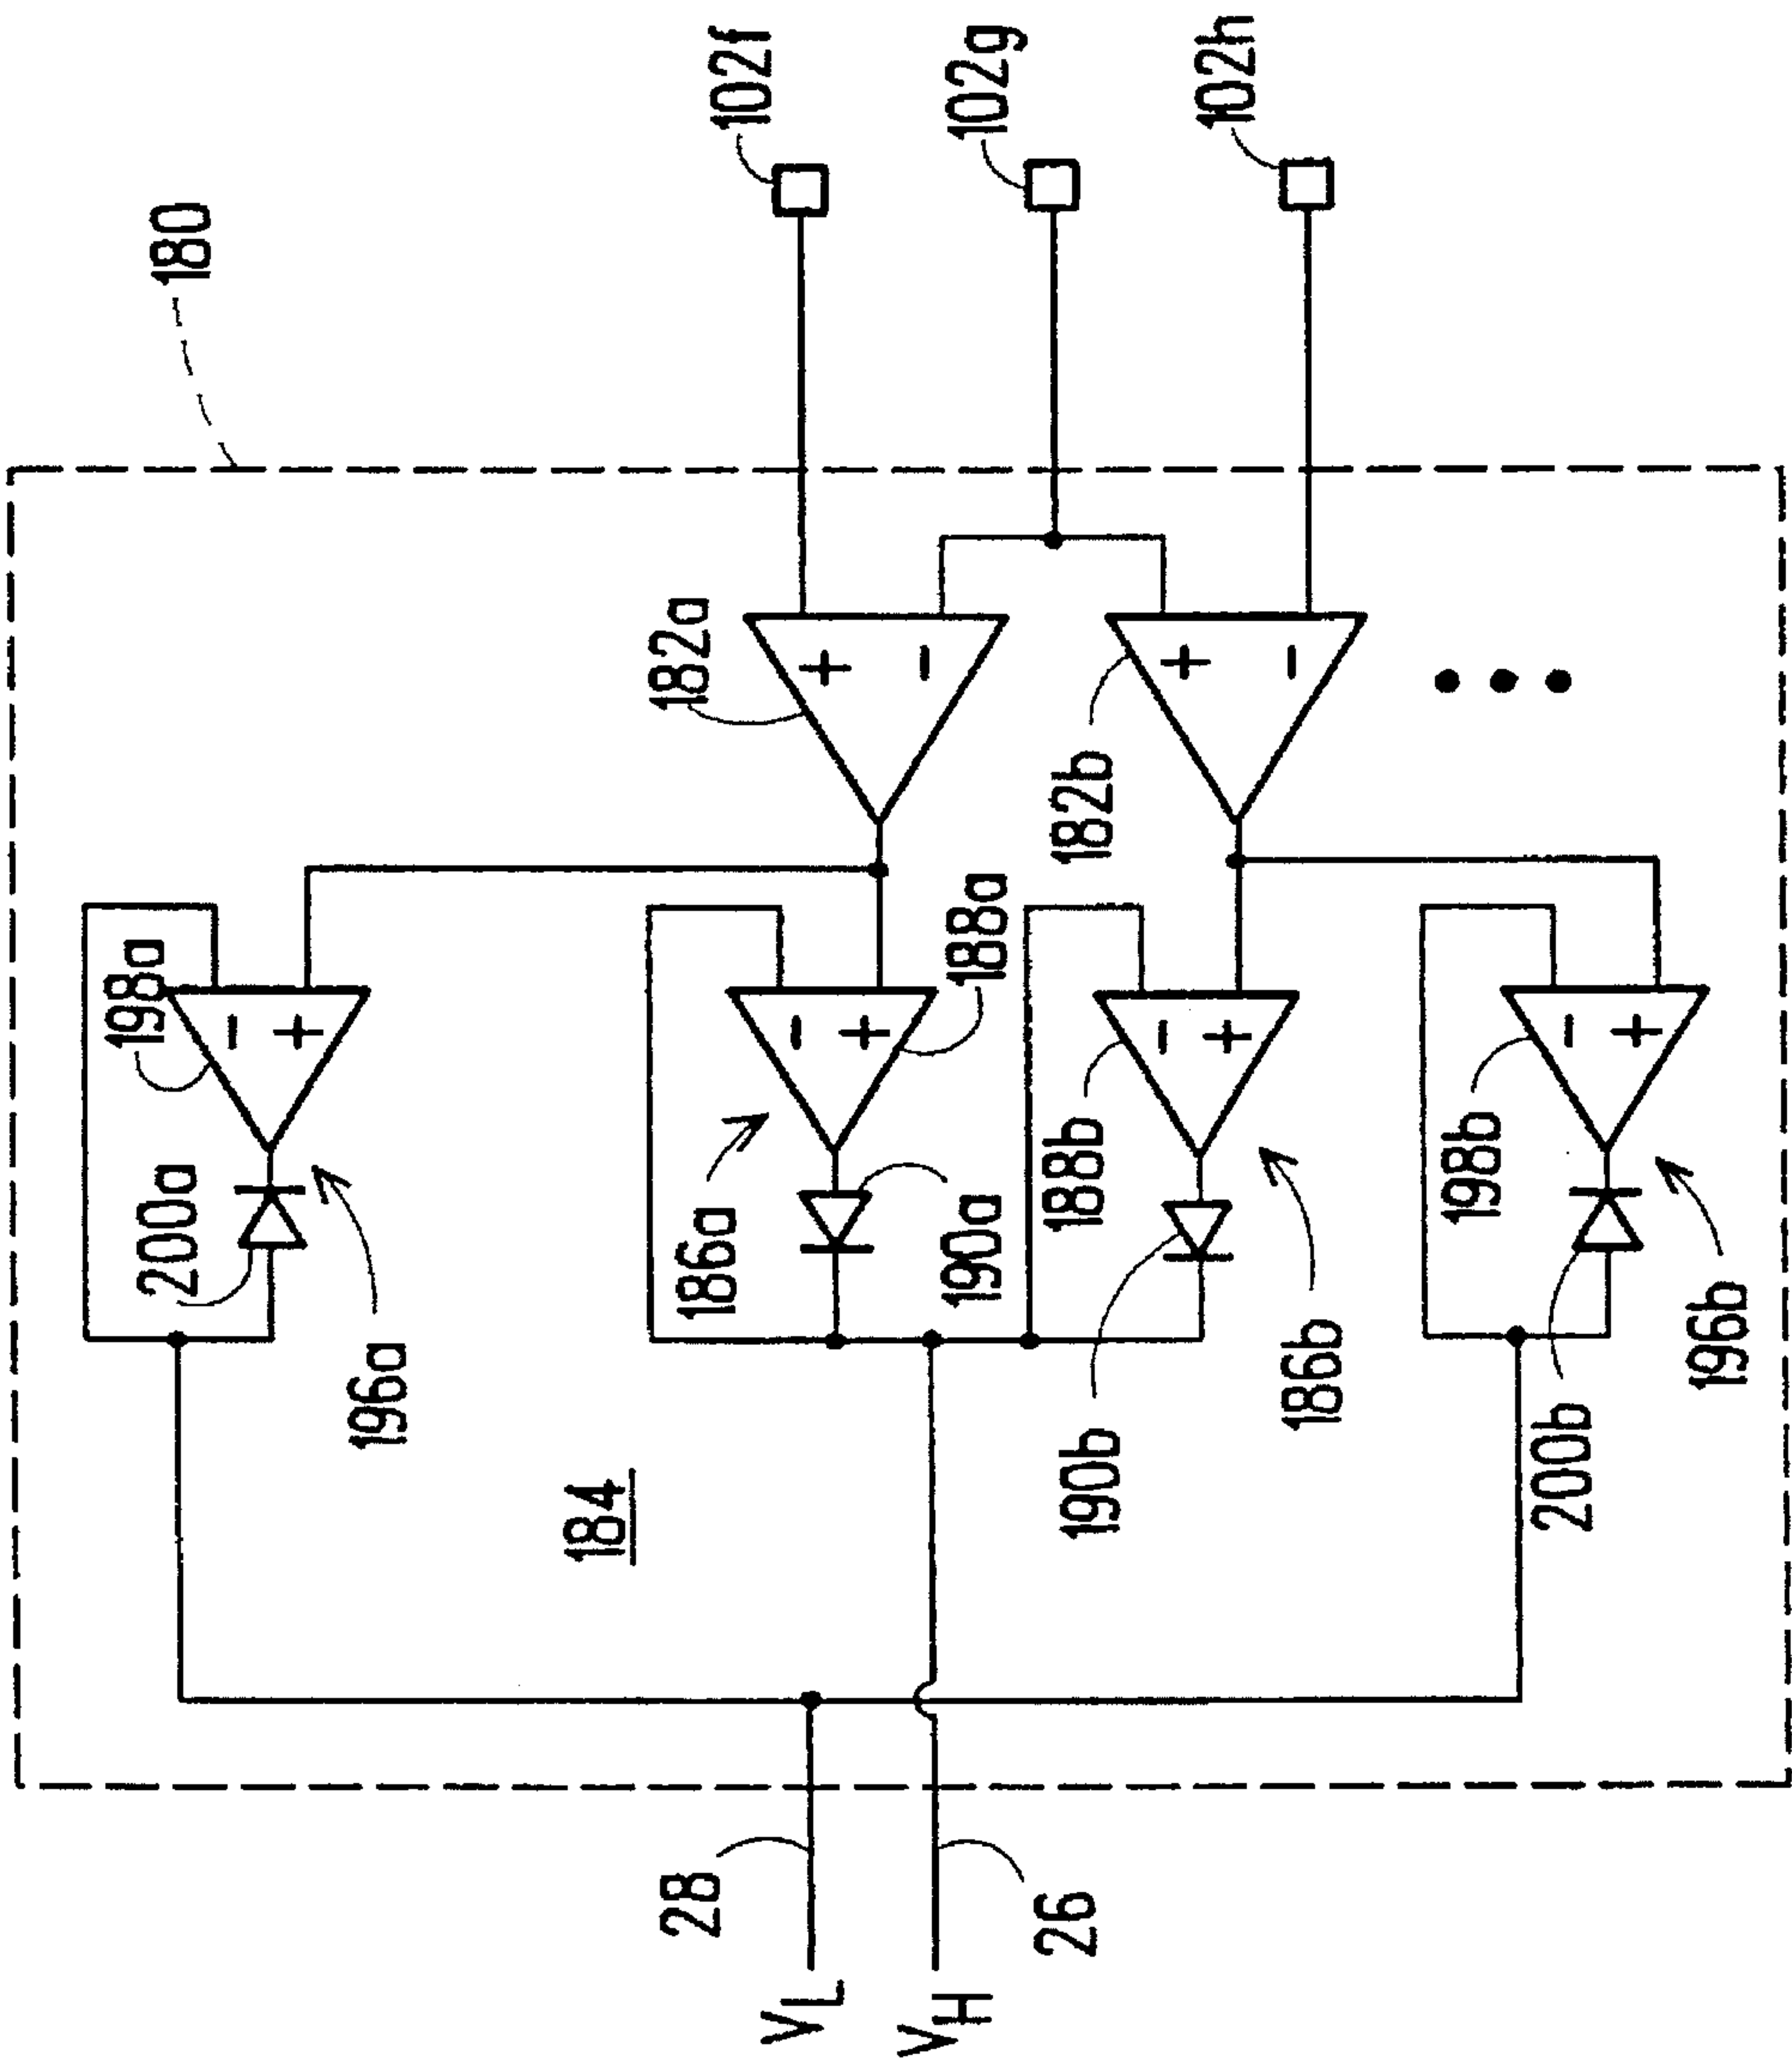 180
102f
102g
102h
182a
182b
+
−
+
−
198a
188a
188b
198b
−
+
−
+
−
+
−
+
200a
186a
190a
196a
190b
186b
200b
196b
184
28
26
VL
VH